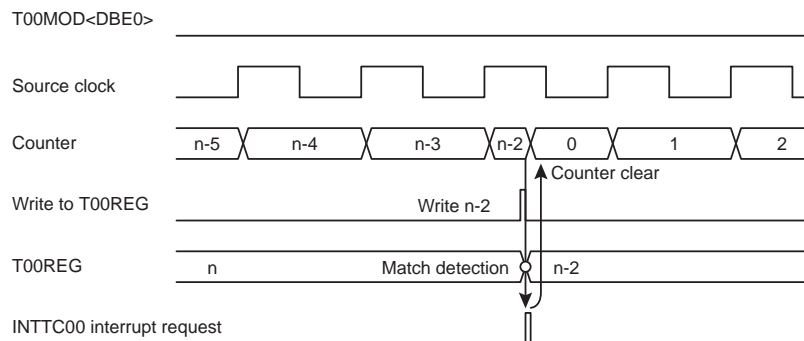 T00MOD<DBE0>
Source clock
Counter n-5 n-4 n-3 n-2 0 1 2
Counter clear
Write to T00REG Write n-2
T00REG n Match detection n-2
INTTC00 interrupt request